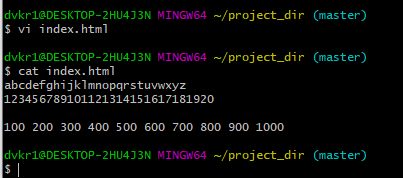 dvkr1@DESKTOP-2HU4J3N MINGW64 ~/project_dir (master)
$ vi index.html
dvkr1@DESKTOP-2HU4J3N MINGW64 ~/project_dir (master)
$ cat index.html
abcdefghijklmnopqrstuvwxyz
1234567891011121314151617181920
100 200 300 400 500 600 700 800 900 1000
dvkr1@DESKTOP-2HU4J3N MINGW64 ~/project_dir (master)
$